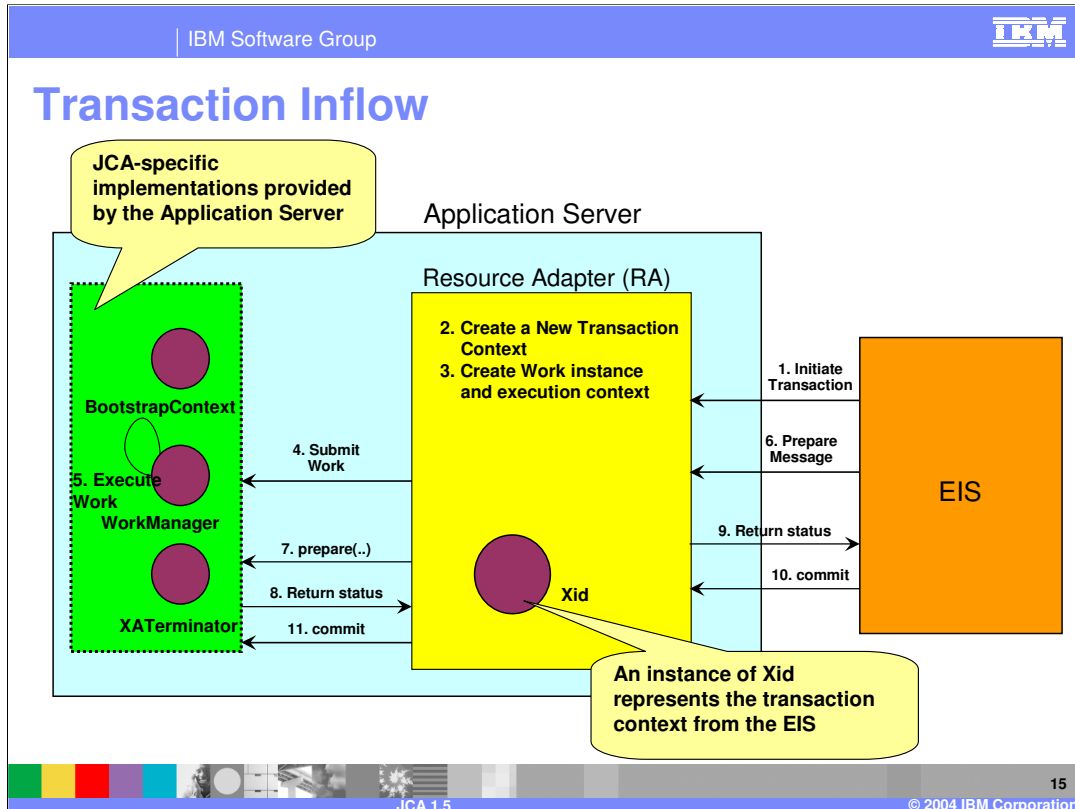 IBM Software Group
IBM
Transaction Inflow
JCA-specific
implementations provided
by the Application Server
Application Server
Resource Adapter (RA)
2. Create a New Transaction
Context
3. Create Work instance
and execution context
1. Initiate
Transaction
BootstrapContext
4. Submit
Work
6. Prepare
Message
5. Execute
Work
WorkManager
EIS
7. prepare(..)
9. Return status
8. Return status
10. commit
Xid
XATerminator
11. commit
An instance of Xid
represents the transaction
context from the EIS
15
JCA 1.5
© 2004 IBM Corporation